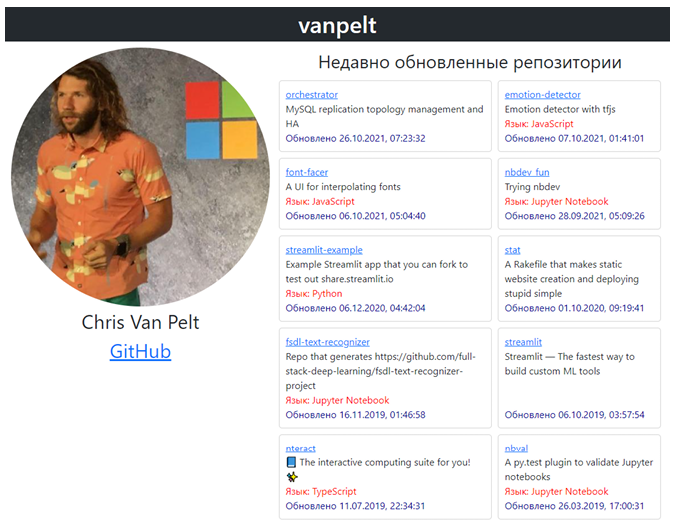 vanpelt
Chris Van Pelt
GitHub
Недавно обновленные репозитории
orchestrator
MySQL replication topology management and
HA
Обновлено 26.10.2021, 07:23:32
emotion-detector
Emotion detector with tfjs
Язык: JavaScript
Обновлено 07.10.2021, 01:41:01
font-facer
A UI for interpolating fonts
Язык: JavaScript
Обновлено 06.10.2021, 05:04:40
nbdev_fun
Trying nbdev
Язык: Jupyter Notebook
Обновлено 28.09.2021, 05:09:26
streamlit-example
Example Streamlit app that you can fork to
test out share.streamlit.io
Язык: Python
Обновлено 06.12.2020, 04:42:04
stat
A Rakefile that makes static
website creation and deploying
stupid simple
Обновлено 01.10.2020, 09:19:41
fsdl-text-recognizer
Repo that generates https://github.com/full-
stack-deep-learning/fsdl-text-recognizer-
project
Язык: Jupyter Notebook
Обновлено 16.11.2019, 01:46:58
streamlit
Streamlit — The fastest way to
build custom ML tools
Обновлено 06.10.2019, 03:57:54
nteract
📘 The interactive computing suite for you!
✨
Язык: TypeScript
Обновлено 11.07.2019, 22:34:31
nbval
A py.test plugin to validate Jupyter
notebooks
Язык: Jupyter Notebook
Обновлено 26.03.2019, 17:00:31